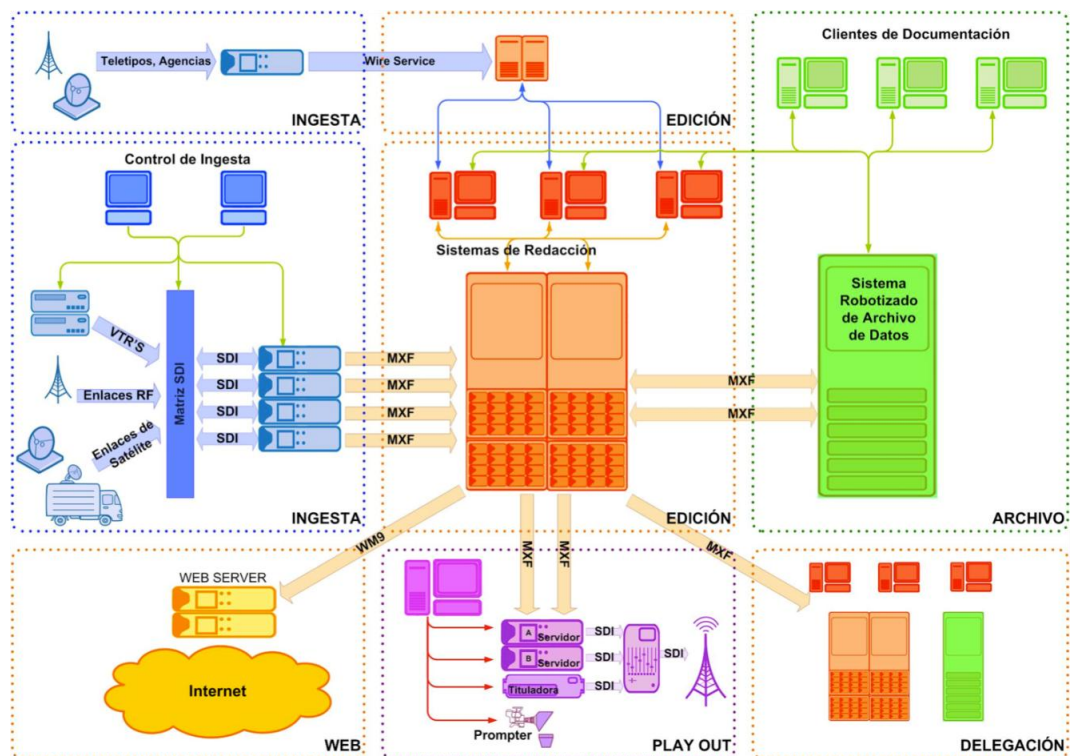 Teletipos, Agencias
Wire Service
INGESTA
EDICIÓN
Clientes de Documentación
Control de Ingesta
Sistemas de Redacción
Sistema
Robotizado
de Archivo
de Datos
VTR'S
Enlaces RF
Enlaces de
Satélite
Matriz SDI
SDI
SDI
SDI
SDI
MXF
MXF
MXF
MXF
MXF
MXF
INGESTA
EDICIÓN
ARCHIVO
WM9
MXF
MXF
MXF
WEB SERVER
Internet
WEB
A
Servidor
SDI
B
Servidor
SDI
SDI
Tituladora
SDI
Prompter
PLAY OUT
DELEGACIÓN